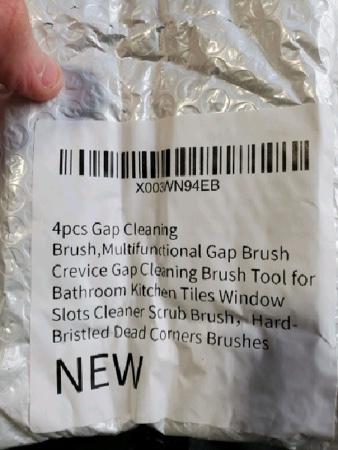 X003WN94EB
4pcs Gap Cleaning
Brush,Multifunctional Gap Brush
Crevice Gap Cleaning Brush Tool for
Bathroom Kitchen Tiles Window
Slots Cleaner Scrub Brush，Hard-
Bristled Dead Corners Brushes
NEW